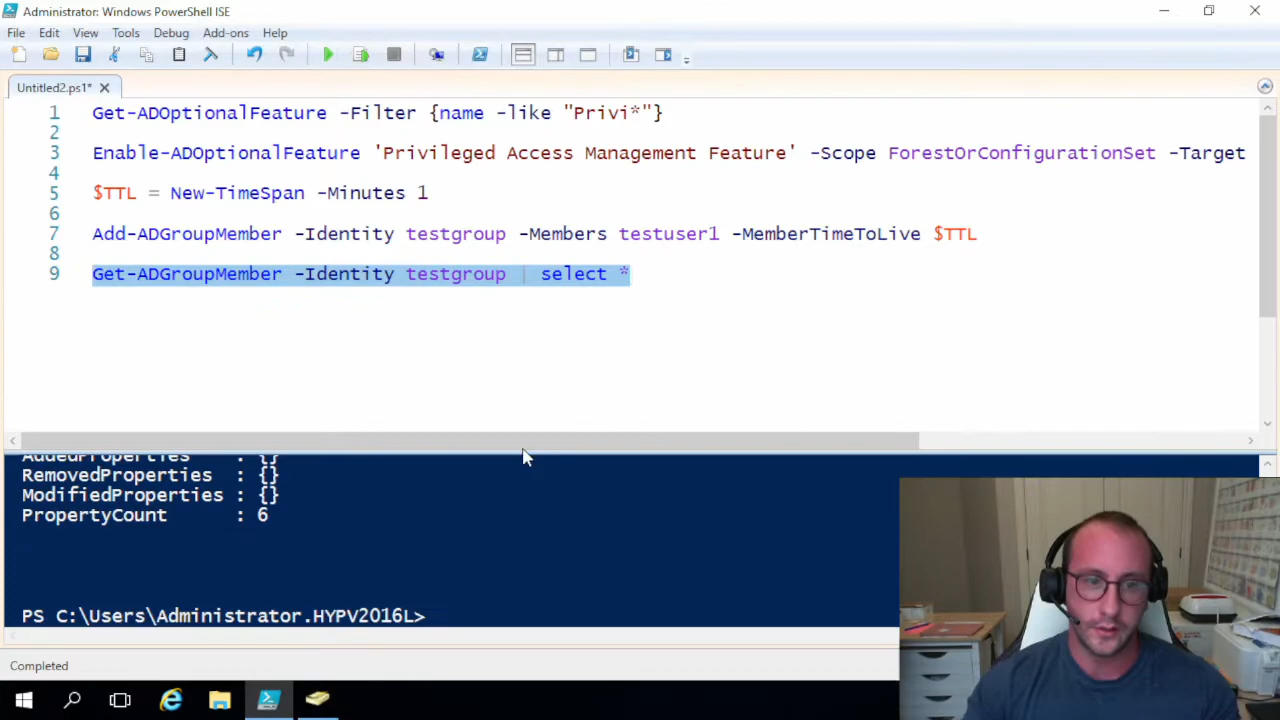 Administrator: Windows PowerShell ISE
File Edit View Tools Debug Add-ons Help
Untitled2.ps1*
1 Get-ADOptionalFeature -Filter {name -like "Privi*"}
2
3 Enable-ADOptionalFeature 'Privileged Access Management Feature' -Scope ForestOrConfigurationSet -Target
4
5 $TTL = New-TimeSpan -Minutes 1
6
7 Add-ADGroupMember -Identity testgroup -Members testuser1 -MemberTimeToLive $TTL
8
9 Get-ADGroupMember -Identity testgroup | select *
AddedProperties : {}
RemovedProperties : {}
ModifiedProperties : {}
PropertyCount : 6
PS C:\Users\Administrator.HYPV2016L>
Completed